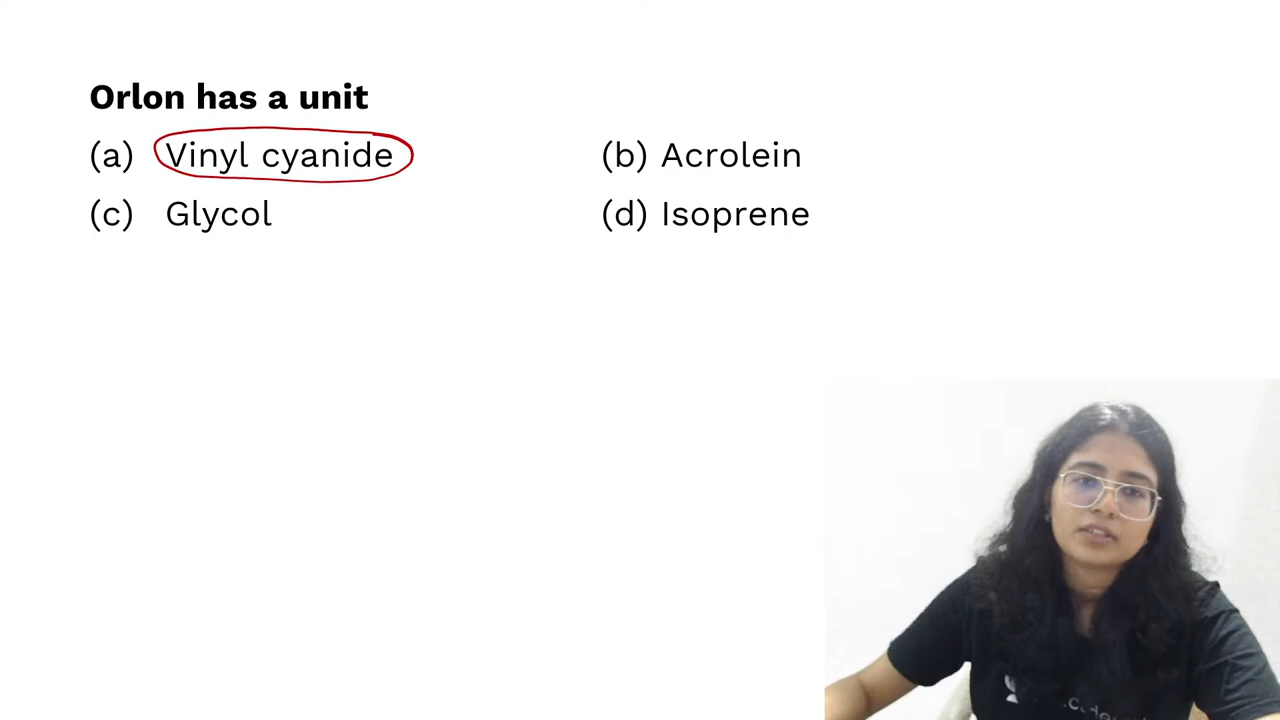 Orlon has a unit
(a) Vinyl cyanide (b) Acrolein
(c) Glycol (d) Isoprene